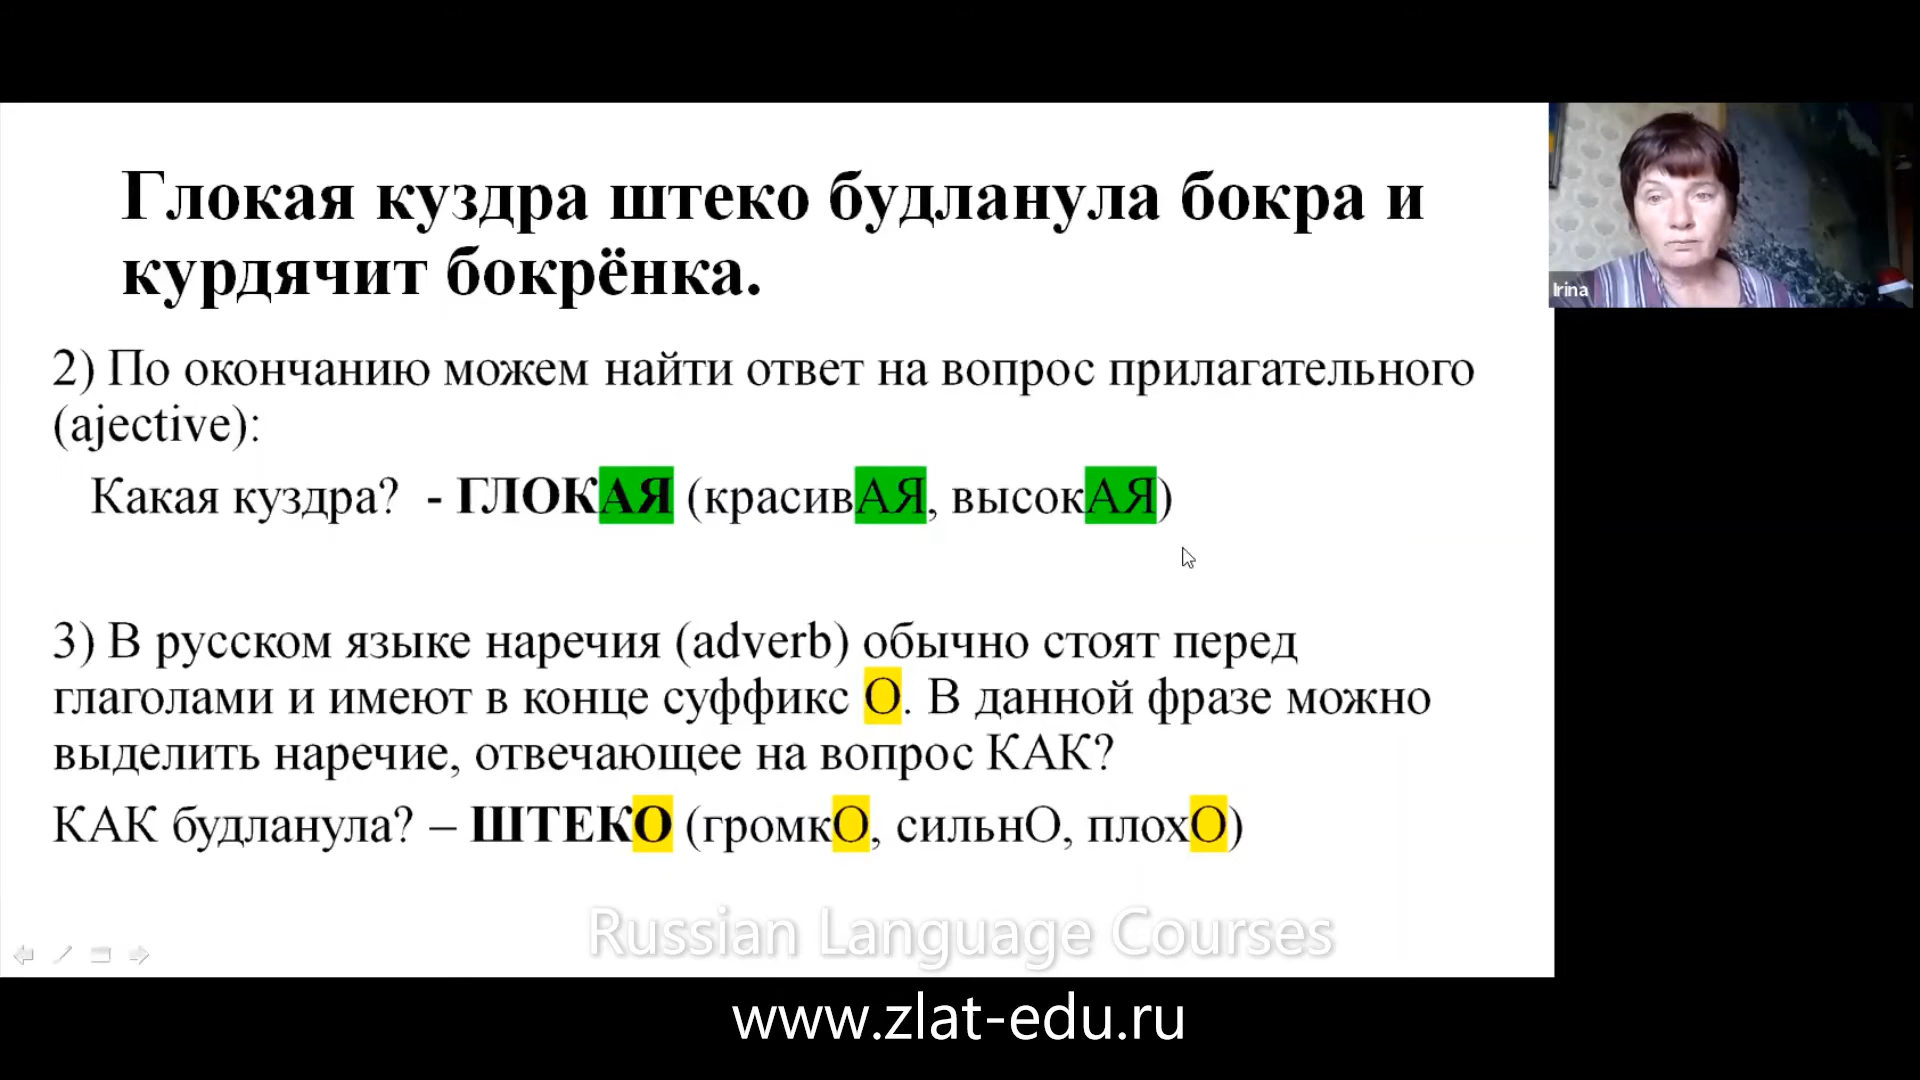 Глокая куздра штеко будланула бокра и
курдячит бокрёнка.
2) По окончанию можем найти ответ на вопрос прилагательного
(ajective):
Какая куздра? - ГЛОКАЯ (красивАЯ, высокАЯ)
3) В русском языке наречия (adverb) обычно стоят перед
глаголами и имеют в конце суффикс О. В данной фразе можно
выделить наречие, отвечающее на вопрос КАК?
КАК будланула? – ШТЕКО (громкО, сильнО, плохО)
Irina
Russian Language Courses
www.zlat-edu.ru